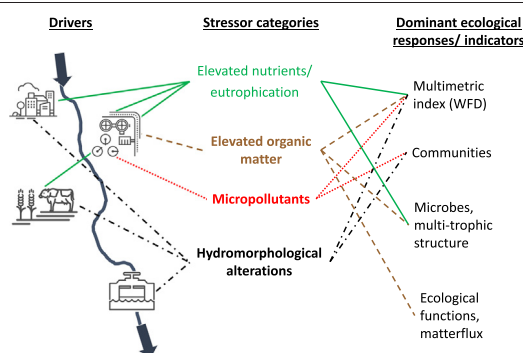 Drivers
Stressor categories
Dominant ecological
responses/ indicators
Elevated nutrients/
eutrophication
Elevated organic
matter
Micropollutants
Hydromorphological
alterations
Multimetric
index (WFD)
Communities
Microbes,
multi-trophic
structure
Ecological
functions,
matterflux